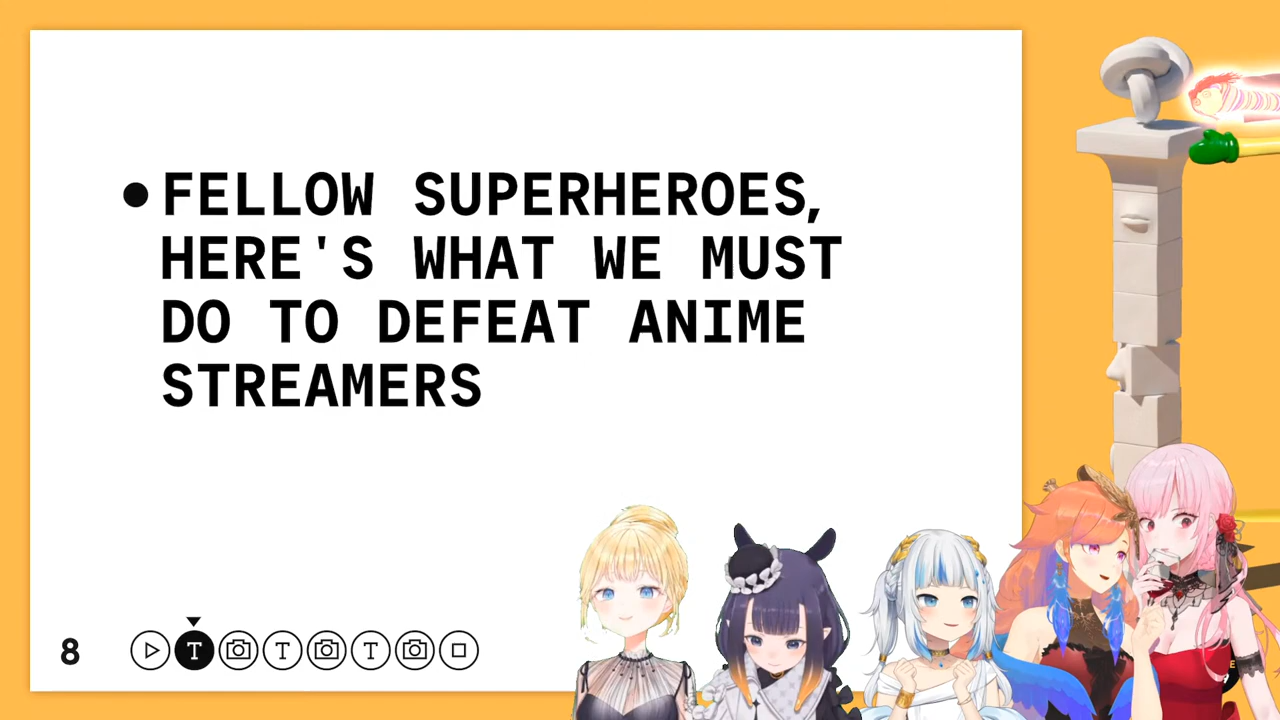 • FELLOW SUPERHEROES,
HERE'S WHAT WE MUST
DO TO DEFEAT ANIME
STREAMERS
8
T T T